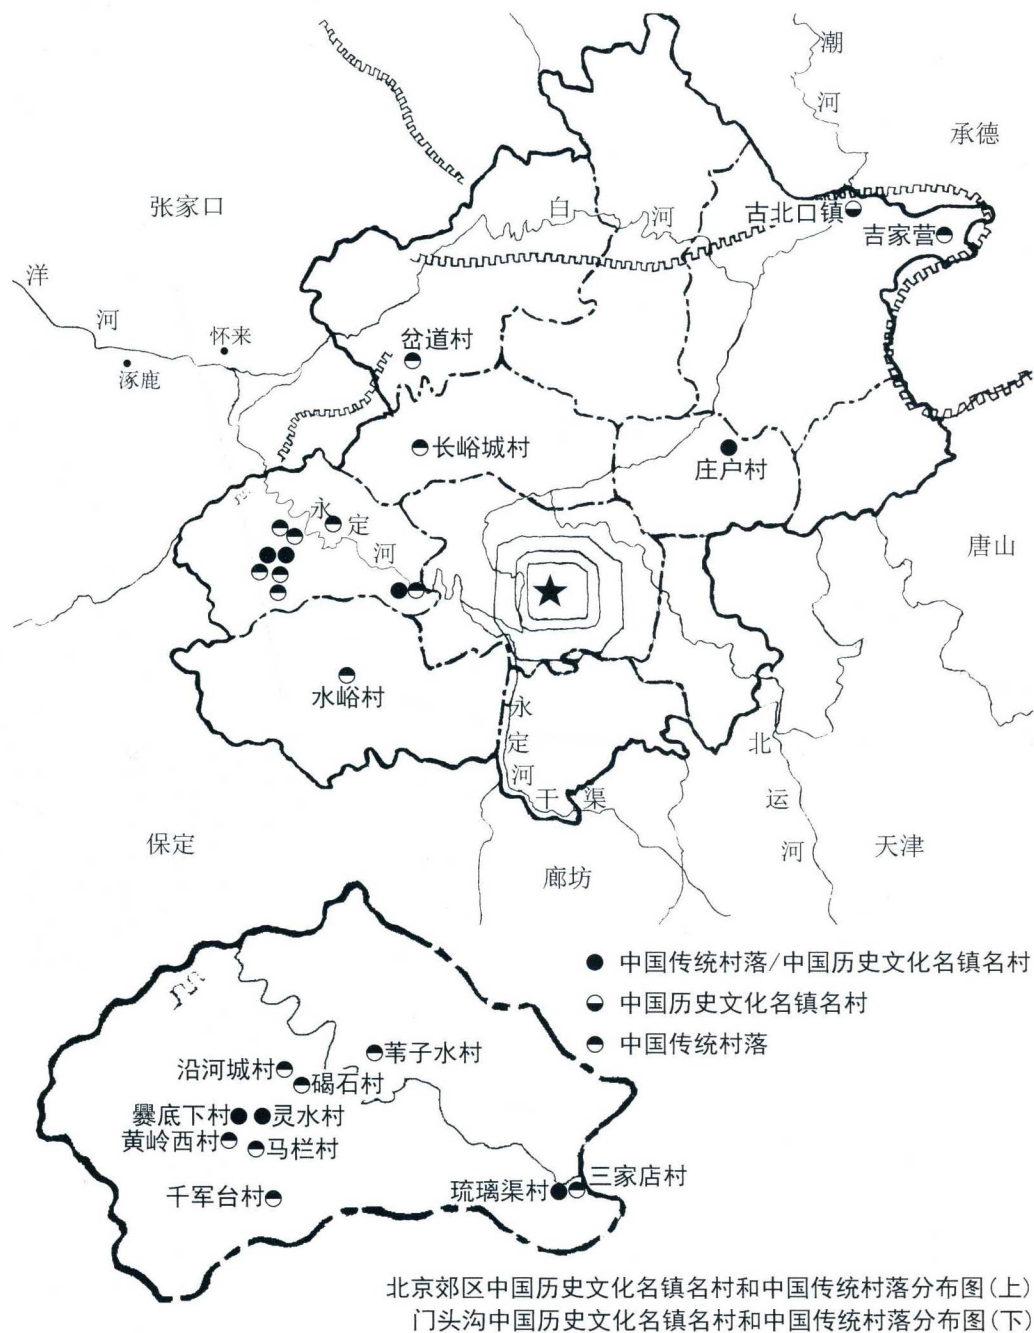 潮
河
承德
张家口
白
河
古北口镇
吉家营
洋
河
怀来
涿鹿
岔道村
长峪城村
庄户村
永
定
河
唐山
水峪村
永
定
河
干
渠
北
运
河
保定
廊坊
天津
中国传统村落/中国历史文化名镇名村
中国历史文化名镇名村
中国传统村落
苇子水村
沿河城村
碣石村
爨底下村
灵水村
黄岭西村
马栏村
千军台村
琉璃渠村
三家店村
北京郊区中国历史文化名镇名村和中国传统村落分布图(上)
门头沟中国历史文化名镇名村和中国传统村落分布图(下)